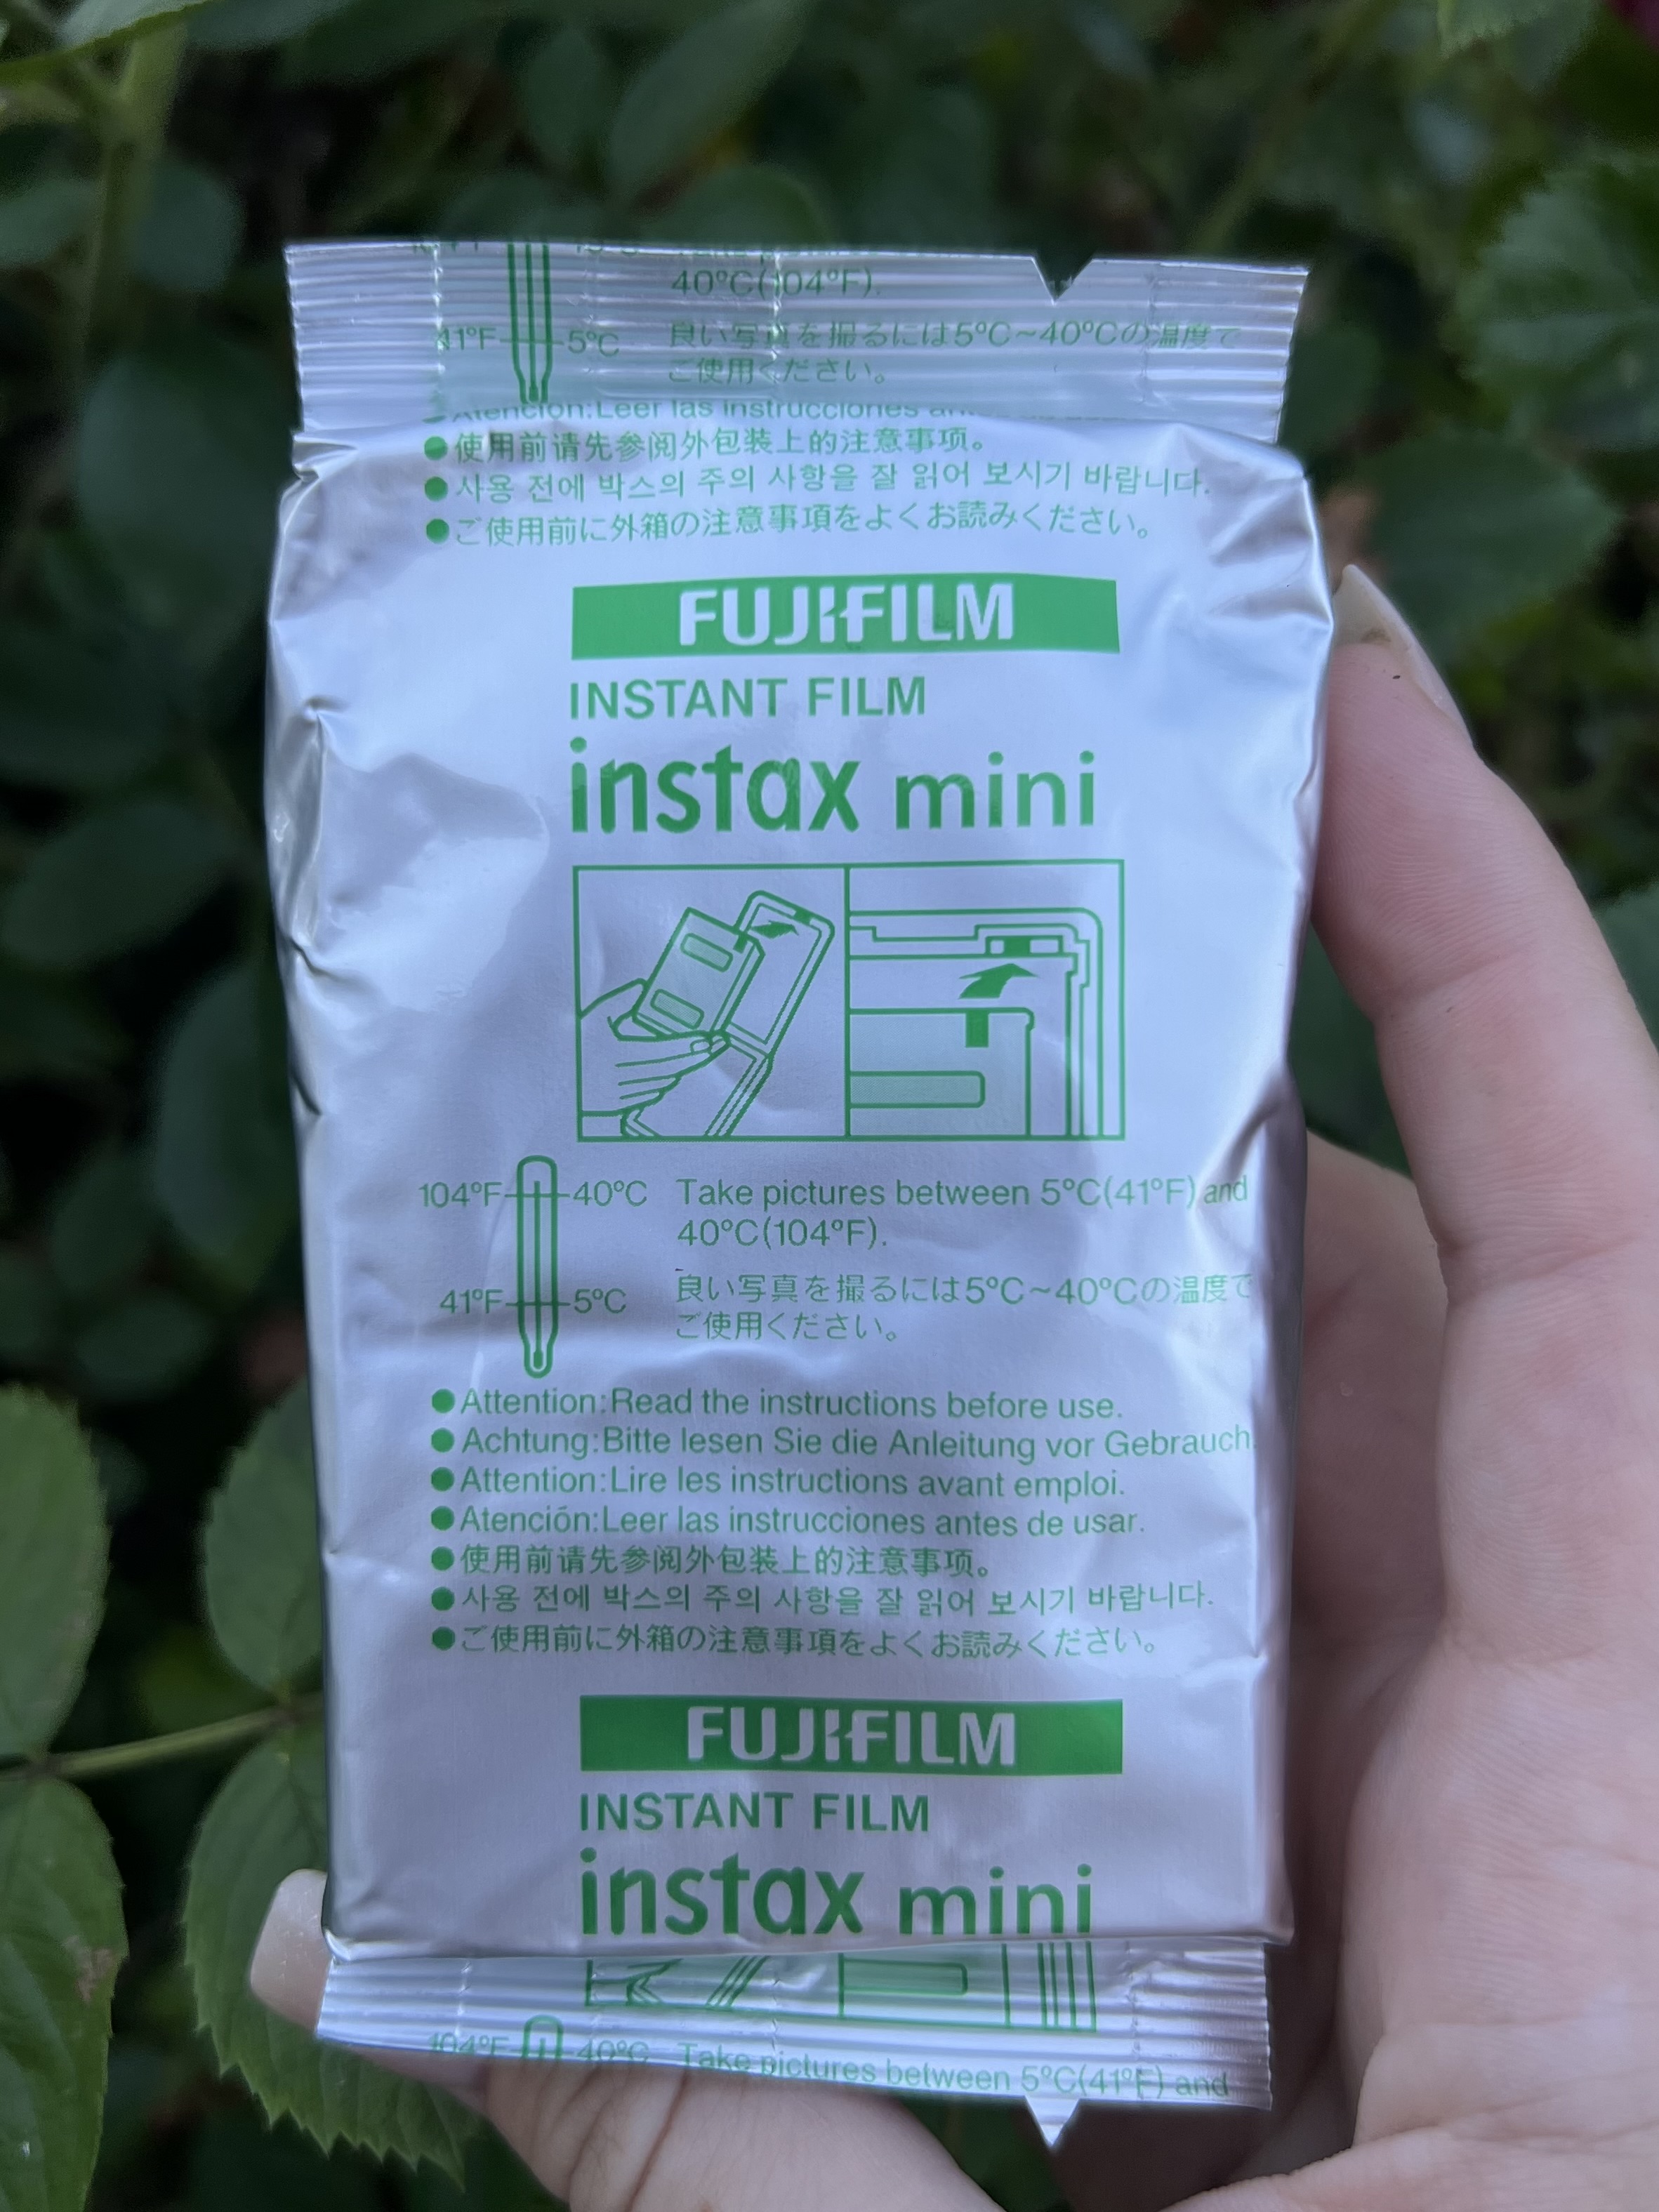 40°C(104°F).
41°F 5°C 良い写真を撮るには5°C~40°Cの温度で
ご使用ください。
Atención:Leer las instrucciones
●使用前请先参阅外包装上的注意事项。
●사용 전에 박스의 주의 사항을 잘 읽어 보시기 바랍니다.
●ご使用前に外箱の注意事項をよくお読みください。
FUJIFILM
INSTANT FILM
instax mini
104°F 40°C Take pictures between 5°C(41°F) and
40°C(104°F).
41°F 5°C 良い写真を撮るには5°C~40°Cの温度で
ご使用ください。
●Attention:Read the instructions before use.
●Achtung:Bitte lesen Sie die Anleitung vor Gebrauch
●Attention:Lire les instructions avant emploi.
●Atención:Leer las instrucciones antes de usar.
●使用前请先参阅外包装上的注意事项。
●사용 전에 박스의 주의 사항을 잘 읽어 보시기 바랍니다.
●ご使用前に外箱の注意事項をよくお読みください。
FUJIFILM
INSTANT FILM
instax mini
104°F 40°C Take pictures between 5°C(41°F) and